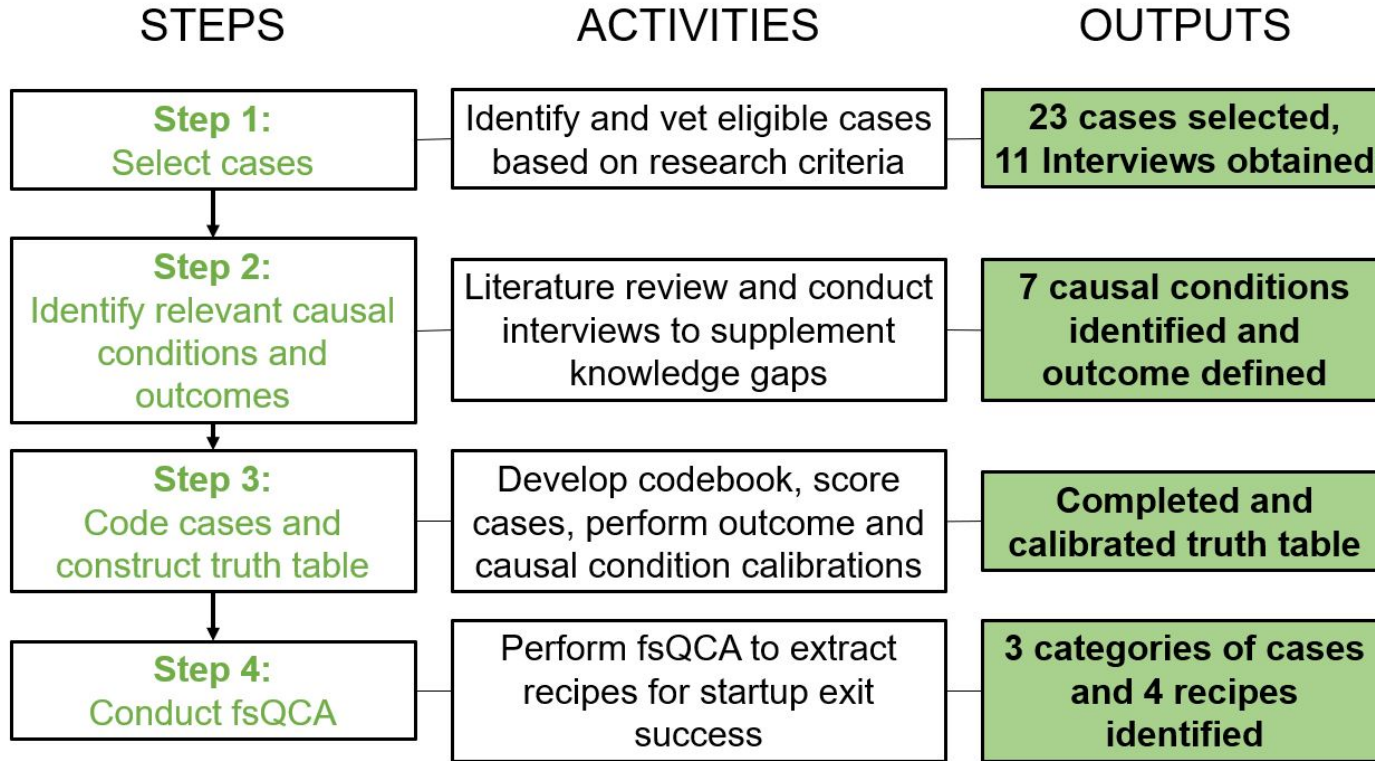 STEPS
ACTIVITIES
OUTPUTS
Step 1:
Select cases
Identify and vet eligible cases
based on research criteria
23 cases selected,
11 Interviews obtained
Step 2:
Identify relevant causal
conditions and
outcomes
Literature review and conduct
interviews to supplement
knowledge gaps
7 causal conditions
identified and
outcome defined
Step 3:
Code cases and
construct truth table
Develop codebook, score
cases, perform outcome and
causal condition calibrations
Completed and
calibrated truth table
Step 4:
Conduct fsQCA
Perform fsQCA to extract
recipes for startup exit
success
3 categories of cases
and 4 recipes
identified